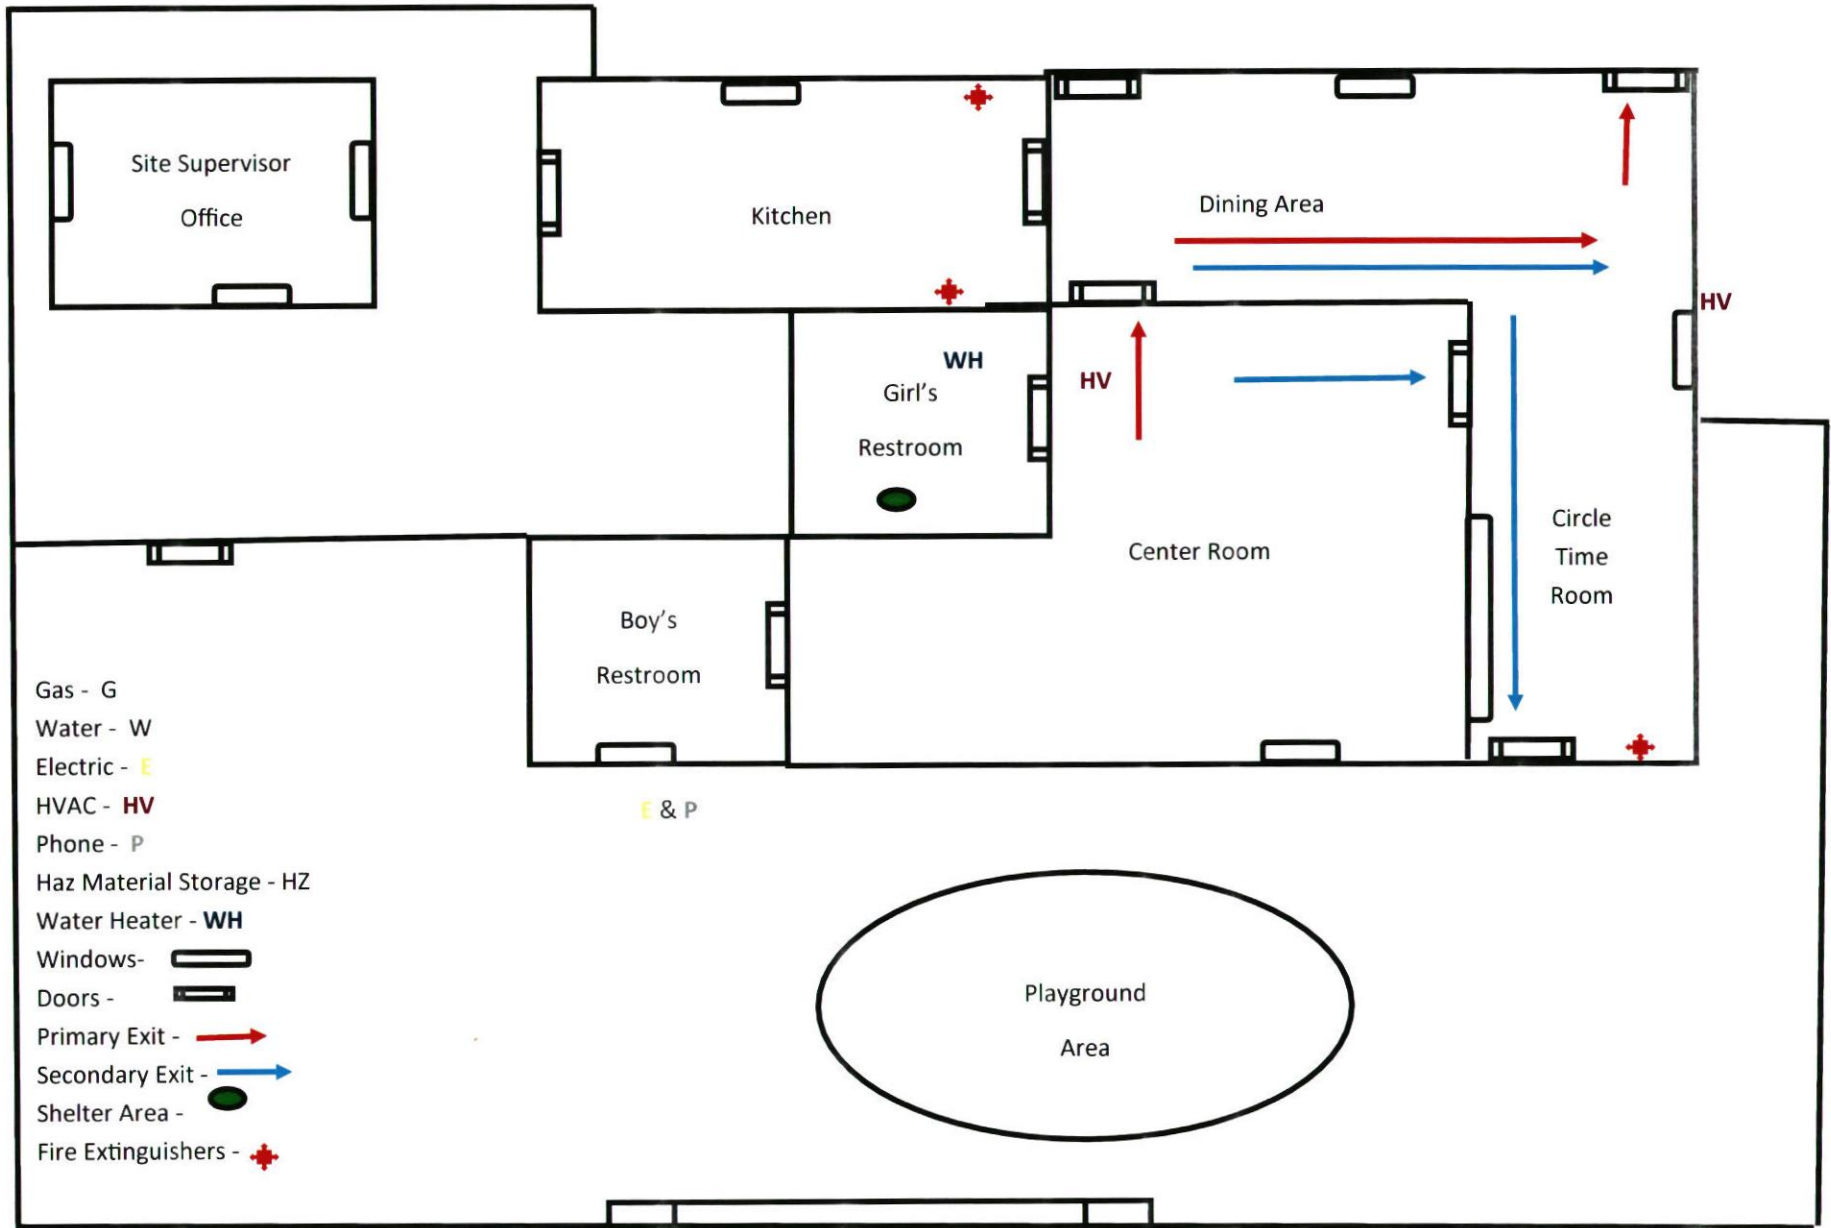 Site Supervisor
Office
Kitchen
Dining Area
HV
WH
Girl's
Restroom
HV
Center Room
Circle
Time
Room
Boy's
Restroom
Gas - G
Water - W
Electric - E
HVAC - HV
Phone - P
Haz Material Storage - HZ
Water Heater - WH
Windows-
Doors -
Primary Exit -
Secondary Exit -
Shelter Area -
Fire Extinguishers -
E & P
Playground
Area